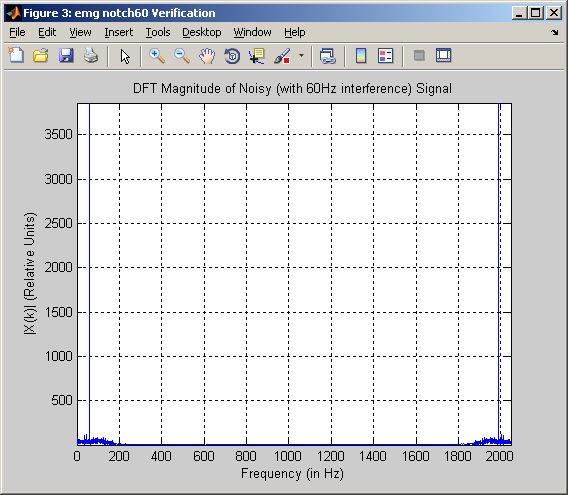 Figure 3: emg notch60 Verification
File Edit View Insert Tools Desktop Window Help
DFT Magnitude of Noisy (with 60Hz interference) Signal
3500
3000
2500
2000
1500
1000
500
|X(k)| (Relative Units)
0 200 400 600 800 1000 1200 1400 1600 1800 2000
Frequency (in Hz)